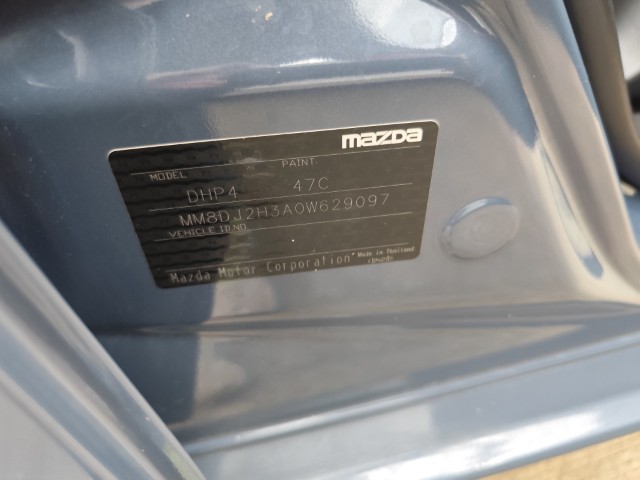 mazda
MODEL PAINT:
DHP4 47C
MM8DJ2H3A0W629097
VEHICLE ID.NO
Mazda Motor Corporation Made in Thailand